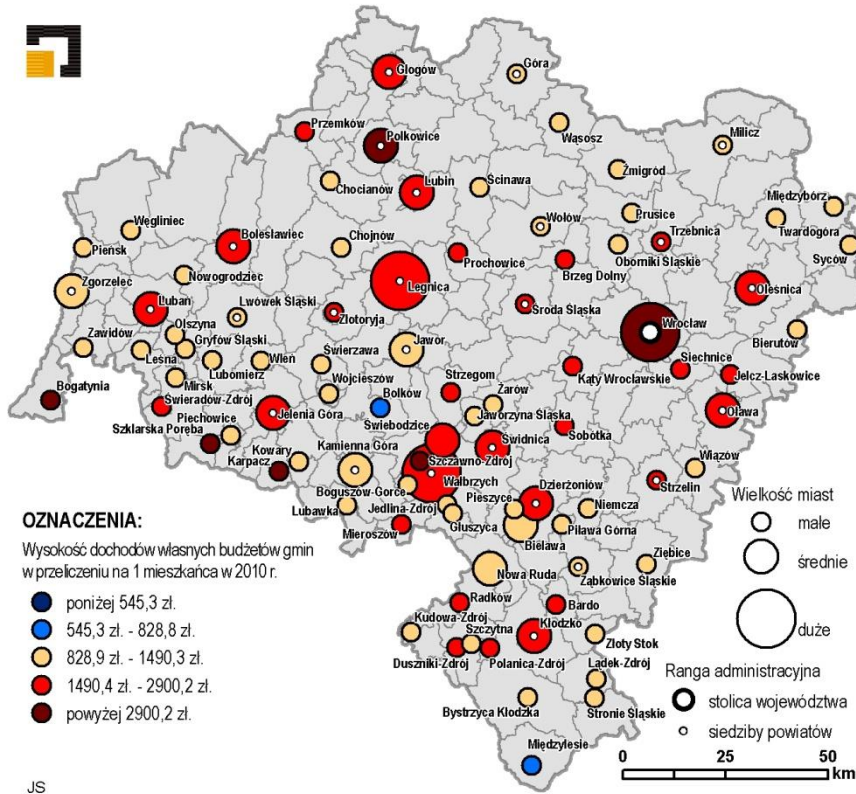 Głogów
Góra
Przemków
Polkowice
Wąsosz
Milicz
Chocianów
Lubin
Ścinawa
Żmigród
Międzybórz
Węgliniec
Bolesławiec
Chojnów
Wołów
Prusice
Trzebnica
Twardogóra
Pieńsk
Prochowice
Brzeg Dolny
Oborniki Śląskie
Syców
Nowogrodziec
Zgorzelec
Legnica
Oleśnica
Lubań
Lwówek Śląski
Złotoryja
Środa Śląska
Wrocław
Olszyna
Zawidów
Gryfów Śląski
Jawor
Bierutów
Leśna
Lubomierz
Wleń
Świerzawa
Siechnice
Mirsk
Wojcieszów
Strzegom
Żarów
Kąty Wrocławskie
Jelcz-Laskowice
Bogatynia
Świeradów-Zdrój
Bolków
Piechowice
Jelenia Góra
Świebodzice
Jaworzyna Śląska
Sobótka
Oława
Szklarska Poręba
Kowary
Kamienna Góra
Świdnica
Karpacz
Szczawno-Zdrój
Wałbrzych
Wiązów
Boguszów-Gorce
Pieszyce
Dzierżoniów
Strzelin
Lubawka
Jedlina-Zdrój
Niemcza
Głuszyca
Mieroszów
Piława Górna
Bielawa
Ziębice
Nowa Ruda
Ząbkowice Śląskie
Radków
Bardo
Kudowa-Zdrój
Szczytna
Kłodzko
Złoty Stok
Duszniki-Zdrój
Polanica-Zdrój
Lądek-Zdrój
Bystrzyca Kłodzka
Stronie Śląskie
Międzylesie
OZNACZENIA:
Wysokość dochodów własnych budżetów gmin
w przeliczeniu na 1 mieszkańca w 2010 r.
poniżej 545,3 zł.
545,3 zł. - 828,8 zł.
828,9 zł. - 1490,3 zł.
1490,4 zł. - 2900,2 zł.
powyżej 2900,2 zł.
Wielkość miast
małe
średnie
duże
Ranga administracyjna
stolica województwa
siedziby powiatów
0 25 50
km
JS